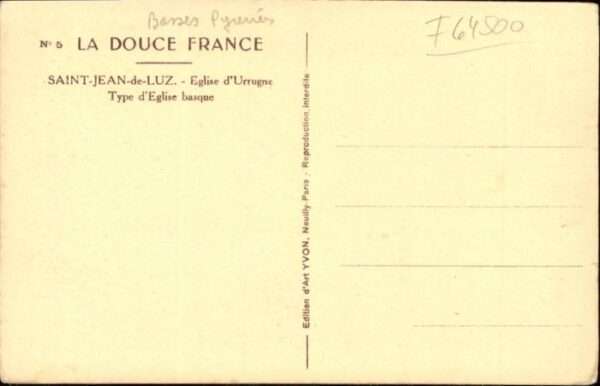 Basses Pyrenées
F64500
N° 5 LA DOUCE FRANCE
SAINT-JEAN-de-LUZ. - Eglise d'Urrugne
Type d'Eglise basque
Edition d'Art YVON, Neuilly Paris - Reproduction interdite